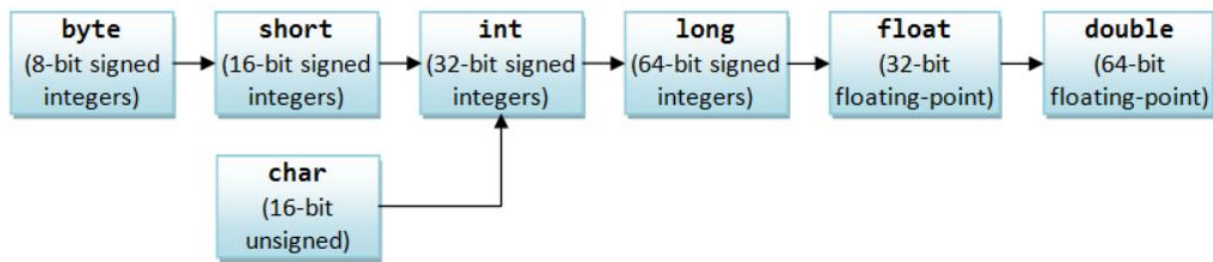 byte
(8-bit signed
integers)
short
(16-bit signed
integers)
int
(32-bit signed
integers)
long
(64-bit signed
integers)
float
(32-bit
floating-point)
double
(64-bit
floating-point)
char
(16-bit
unsigned)